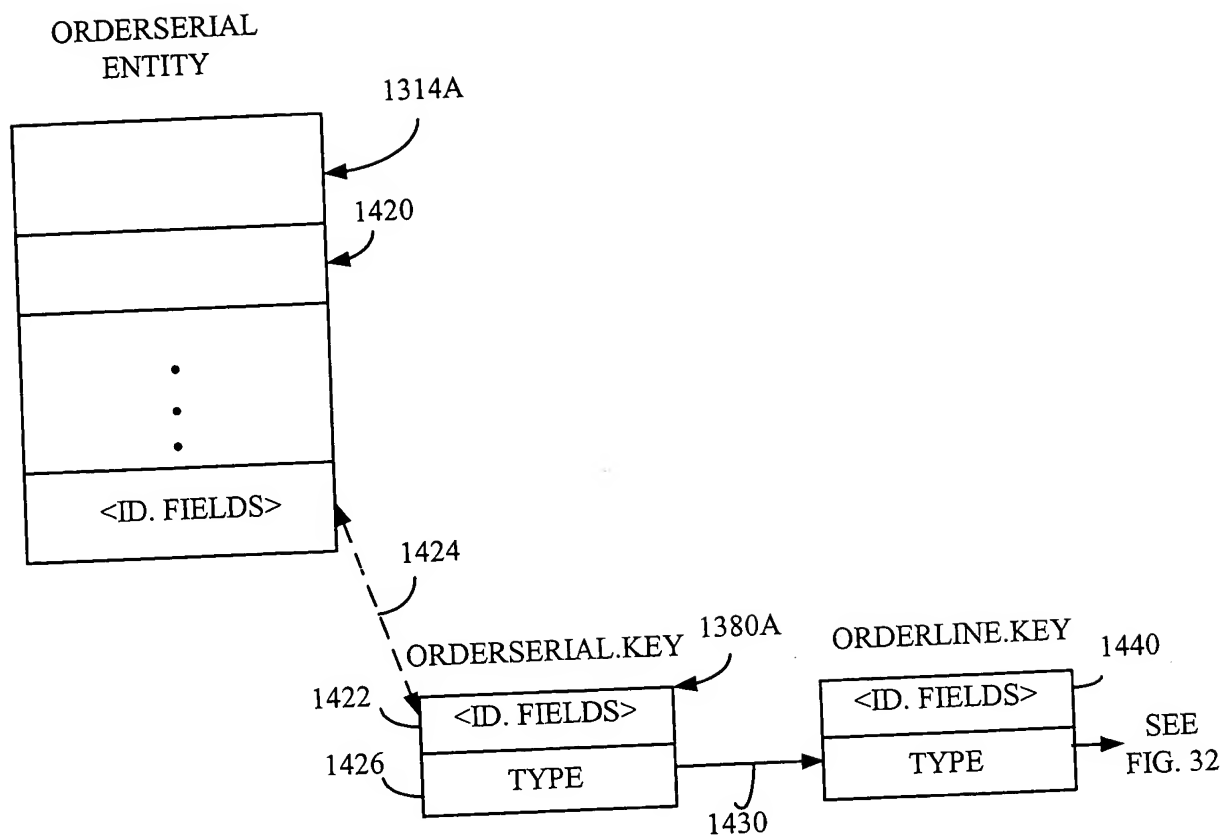 ORDERSERIAL
ENTITY
1314A
1420
<ID. FIELDS>
1424
ORDERSERIAL.KEY
1380A
ORDERLINE.KEY
1440
1422
<ID. FIELDS>
<ID. FIELDS>
SEE
FIG. 32
1426
TYPE
TYPE
1430